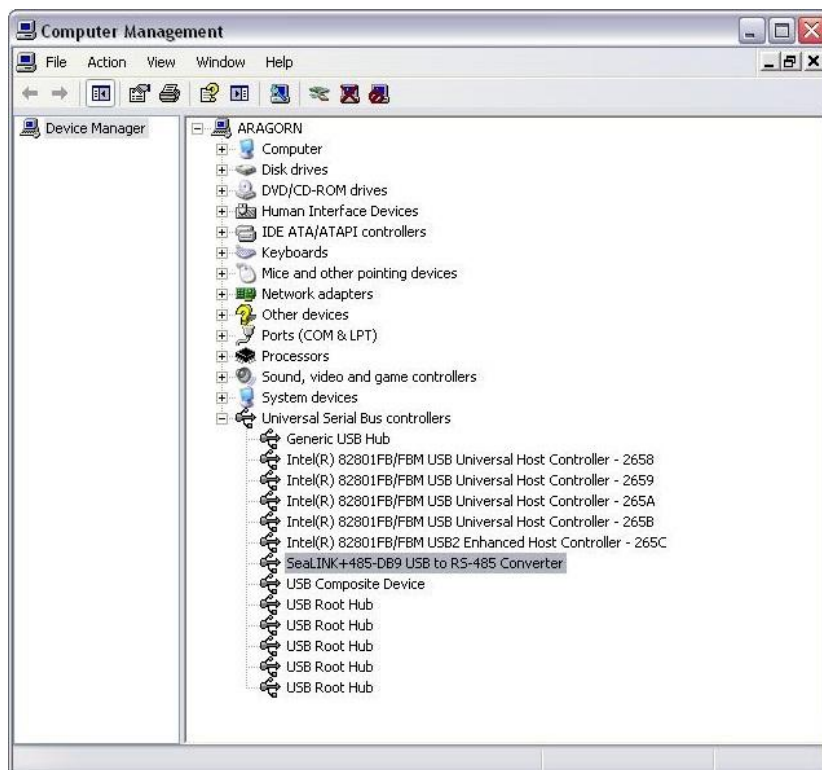 Computer Management
File Action View Window Help
Device Manager
ARAGORN
Computer
Disk drives
DVD/CD-ROM drives
Human Interface Devices
IDE ATA/ATAPI controllers
Keyboards
Mice and other pointing devices
Network adapters
Other devices
Ports (COM & LPT)
Processors
Sound, video and game controllers
System devices
Universal Serial Bus controllers
Generic USB Hub
Intel(R) 82801FB/FBM USB Universal Host Controller - 2658
Intel(R) 82801FB/FBM USB Universal Host Controller - 2659
Intel(R) 82801FB/FBM USB Universal Host Controller - 265A
Intel(R) 82801FB/FBM USB Universal Host Controller - 265B
Intel(R) 82801FB/FBM USB2 Enhanced Host Controller - 265C
SeaLINK+485-DB9 USB to RS-485 Converter
USB Composite Device
USB Root Hub
USB Root Hub
USB Root Hub
USB Root Hub
USB Root Hub